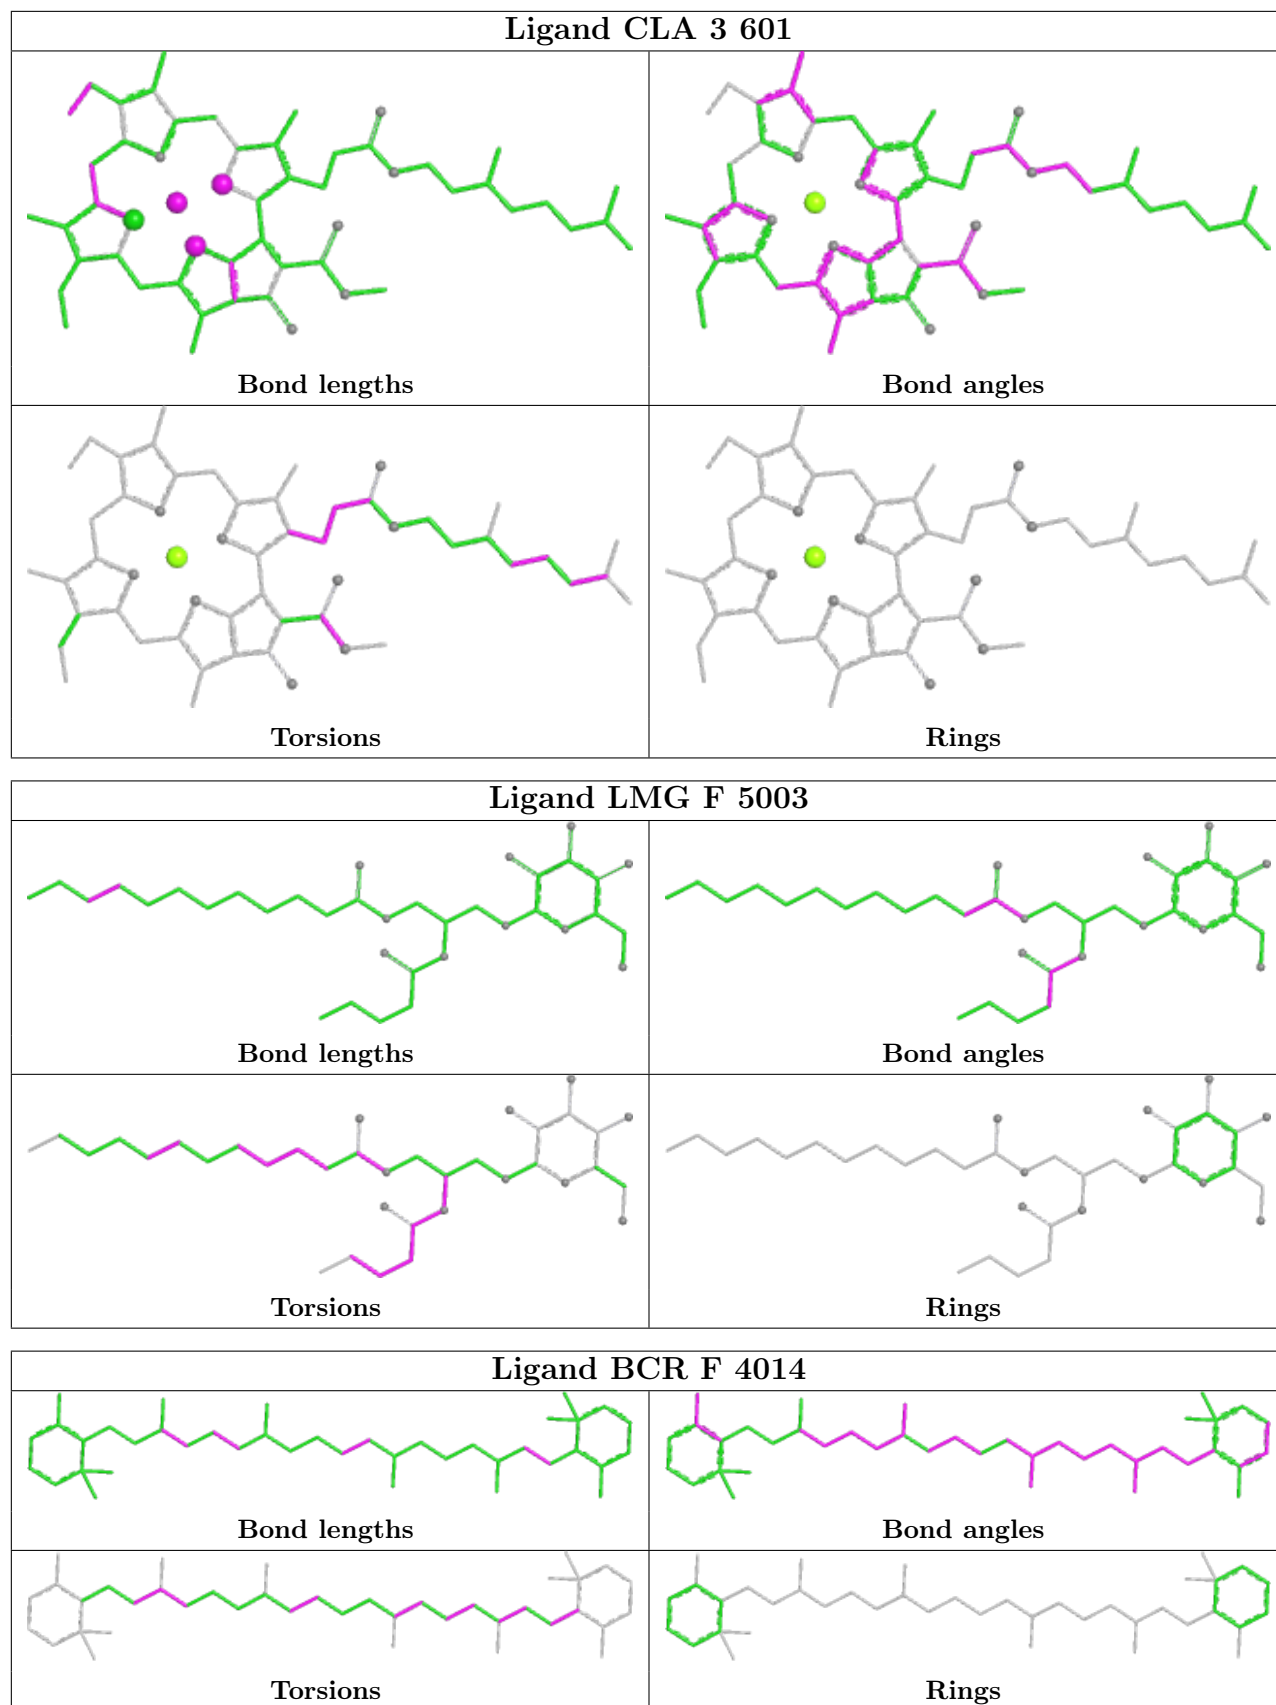 Ligand CLA 3 601
Bond lengths
Bond angles
Torsions
Rings
Ligand LMG F 5003
Bond lengths
Bond angles
Torsions
Rings
Ligand BCR F 4014
Bond lengths
Bond angles
Torsions
Rings